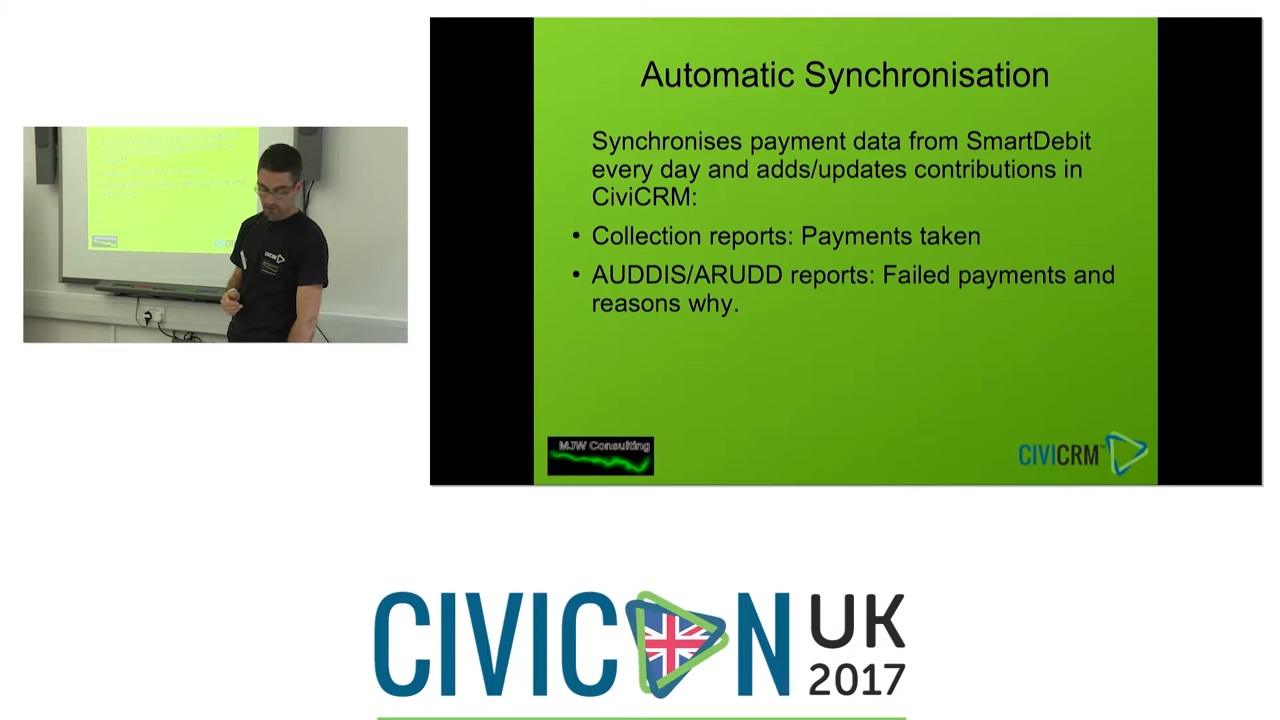 Automatic Synchronisation
Synchronises payment data from SmartDebit
every day and adds/updates contributions in
CiviCRM:
• Collection reports: Payments taken
• AUDDIS/ARUDD reports: Failed payments and
reasons why.
MJW Consulting
CIVICRM™
CIVICON UK
2017